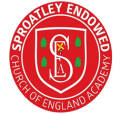 SPROATLEY ENDOWED
CHURCH OF ENGLAND ACADEMY